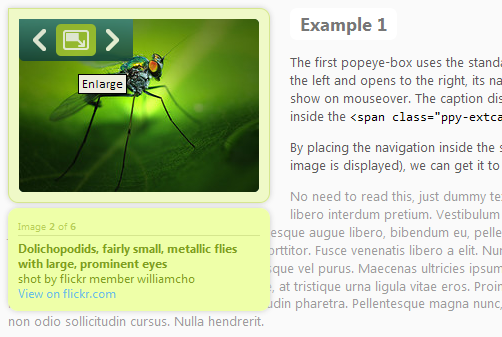 Enlarge
Image 2 of 6
Dolichopodids, fairly small, metallic flies
with large, prominent eyes
shot by flickr member williamcho
View on flickr.com
Example 1
The first popeye-box uses the standa
the left and opens to the right, its na
show on mouseover. The caption dis
inside the <span class="ppy-extca
By placing the navigation inside the s
image is displayed), we can get it to
No need to read this, just dummy te
libero interdum pretium. Vestibulum
esque augue libero, bibendum eu, pelle
orttitor. Fusce venenatis libero a elit. Nu
sque vel purus. Maecenas ultricies ipsum
e, at tristique urna ligula vitae eros. Proin
udin pharetra. Pellentesque magna nunc,
non odio sollicitudin cursus. Nulla hendrerit.